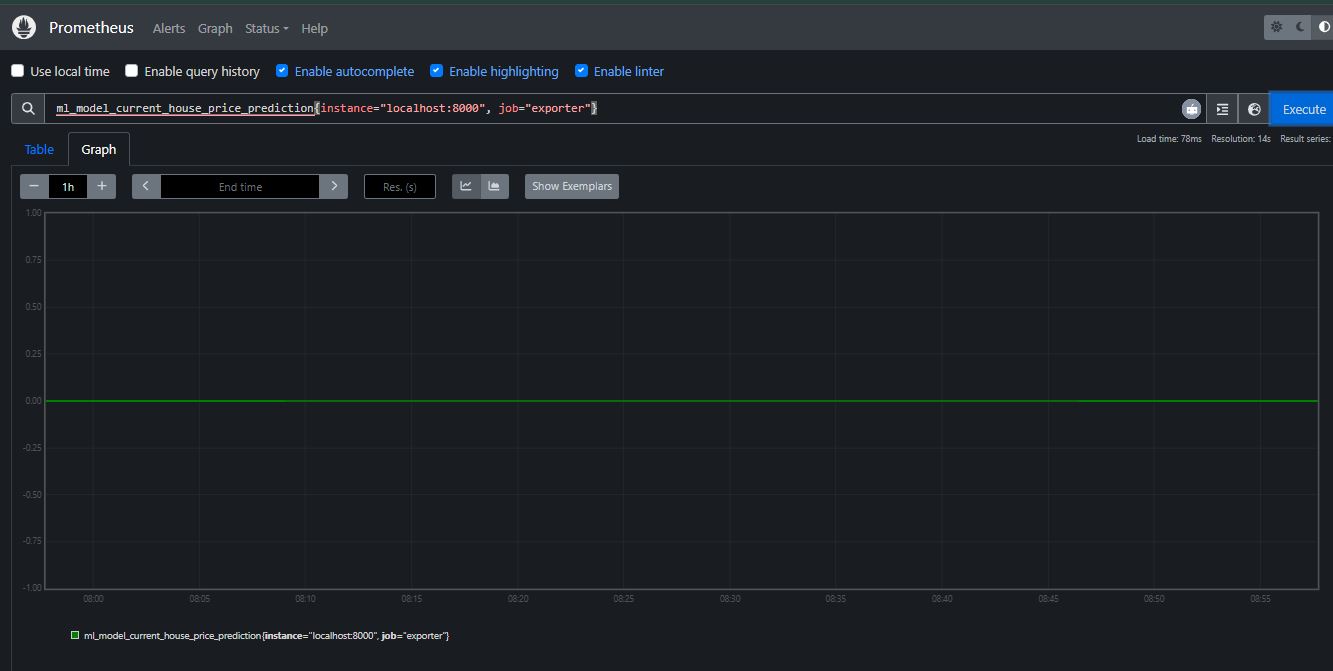 Prometheus Alerts Graph Status Help
Use local time Enable query history Enable autocomplete Enable highlighting Enable linter
ml_model_current_house_price_prediction{instance="localhost:8000", job="exporter"} Execute
Load time: 78ms Resolution: 14s Result series:
Table Graph
− 1h + End time Res. (s) Show Exemplars
1.00
0.75
0.50
0.25
0.00
-0.25
-0.50
-0.75
-1.00
08:00 08:05 08:10 08:15 08:20 08:25 08:30 08:35 08:40 08:45 08:50 08:55
ml_model_current_house_price_prediction{instance="localhost:8000", job="exporter"}